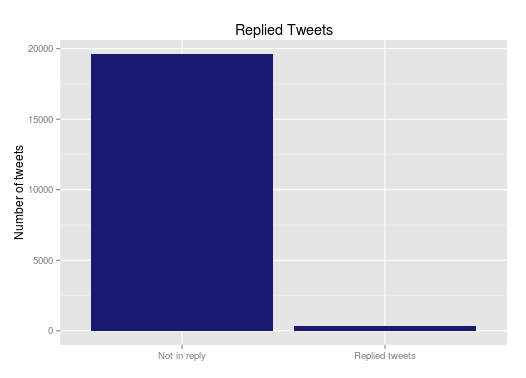 Replied Tweets
Number of tweets
20000
15000
10000
5000
0
Not in reply
Replied tweets